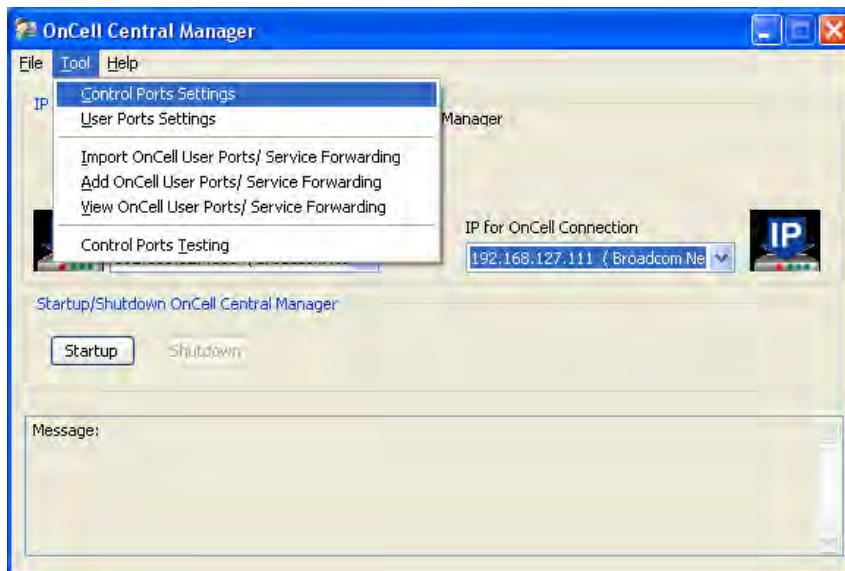 OnCell Central Manager
File Tool Help
Control Ports Settings
IP
User Ports Settings
Manager
Import OnCell User Ports/ Service Forwarding
Add OnCell User Ports/ Service Forwarding
View OnCell User Ports/ Service Forwarding
Control Ports Testing
IP for OnCell Connection
IP
192.168.127.111 ( Broadcom Ne
Startup/Shutdown OnCell Central Manager
Startup Shutdown
Message: